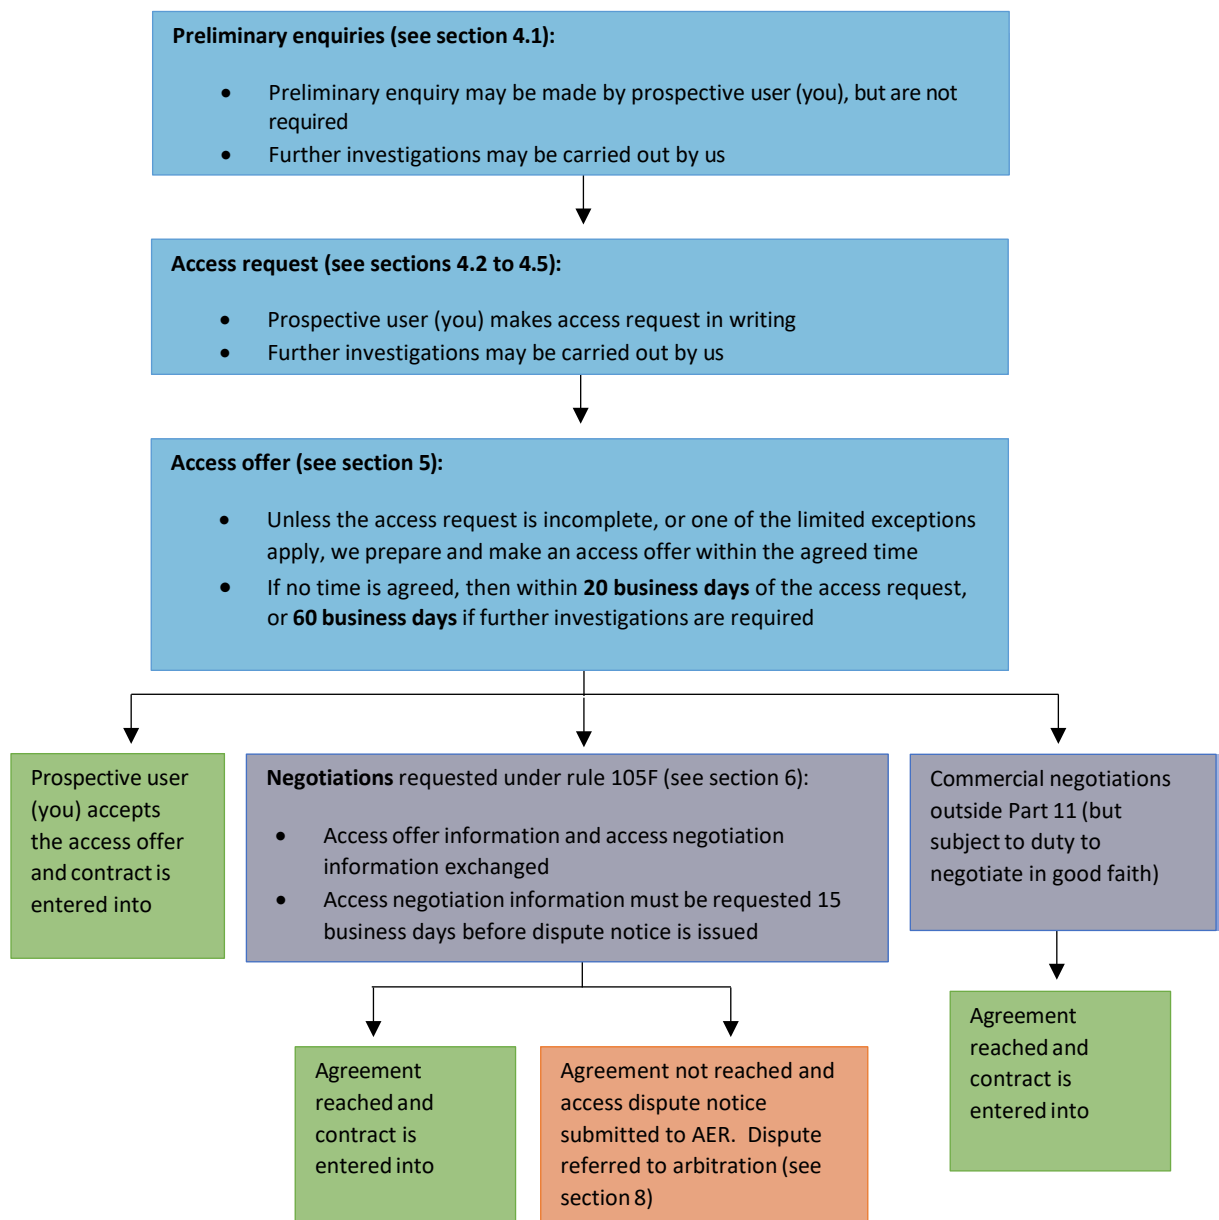 Preliminary enquiries (see section 4.1):
• Preliminary enquiry may be made by prospective user (you), but are not
required
• Further investigations may be carried out by us
Access request (see sections 4.2 to 4.5):
• Prospective user (you) makes access request in writing
• Further investigations may be carried out by us
Access offer (see section 5):
• Unless the access request is incomplete, or one of the limited exceptions
apply, we prepare and make an access offer within the agreed time
• If no time is agreed, then within 20 business days of the access request,
or 60 business days if further investigations are required
Prospective user
(you) accepts
the access offer
and contract is
entered into
Negotiations requested under rule 105F (see section 6):
• Access offer information and access negotiation
information exchanged
• Access negotiation information must be requested 15
business days before dispute notice is issued
Commercial negotiations
outside Part 11 (but
subject to duty to
negotiate in good faith)
Agreement
reached and
contract is
entered into
Agreement not reached and
access dispute notice
submitted to AER.  Dispute
referred to arbitration (see
section 8)
Agreement
reached and
contract is
entered into